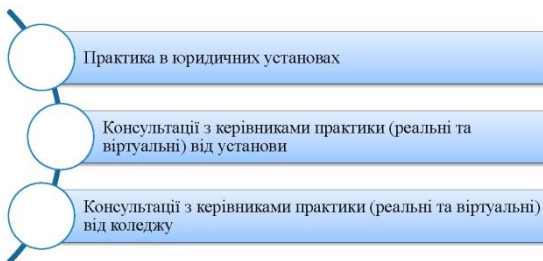 Практика в юридичних установах
Консультації з керівниками практики (реальні та
віртуальні) від установи
Консультації з керівниками практики (реальні та віртуальні)
від коледжу